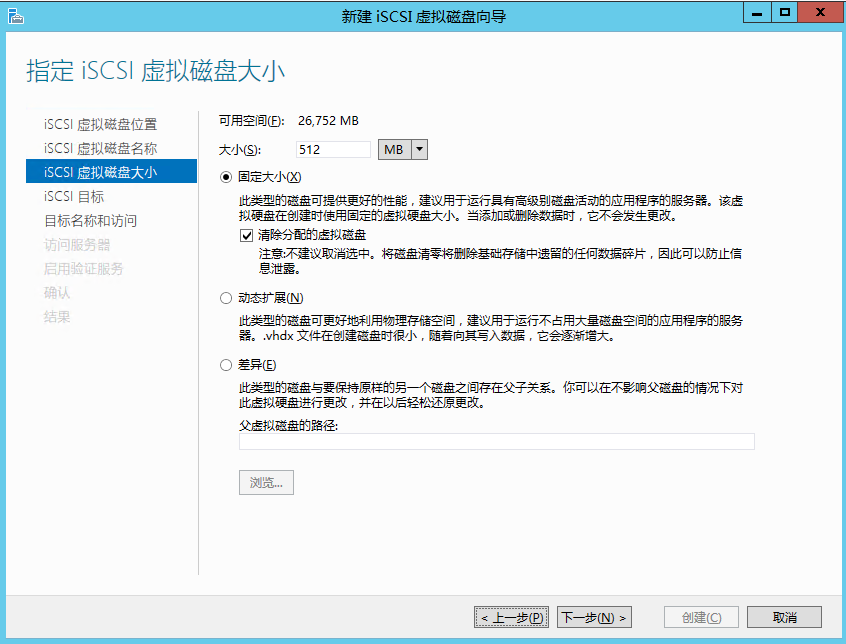 新建 iSCSI 虚拟磁盘向导
指定 iSCSI 虚拟磁盘大小
iSCSI 虚拟磁盘位置
iSCSI 虚拟磁盘名称
iSCSI 虚拟磁盘大小
iSCSI 目标
目标名称和访问
访问服务器
启用验证服务
确认
结果
可用空间(F): 26,752 MB
大小(S): 512 MB
固定大小(X)
此类型的磁盘可提供更好的性能，建议用于运行具有高级别磁盘活动的应用程序的服务器。该虚
拟硬盘在创建时使用固定的虚拟硬盘大小。当添加或删除数据时，它不会发生更改。
清除分配的虚拟磁盘
注意:不建议取消选中。将磁盘清零将删除基础存储中遗留的任何数据碎片，因此可以防止信
息泄露。
动态扩展(N)
此类型的磁盘可更好地利用物理存储空间，建议用于运行不占用大量磁盘空间的应用程序的服务
器。.vhdx 文件在创建磁盘时很小，随着向其写入数据，它会逐渐增大。
差异(E)
此类型的磁盘与要保持原样的另一个磁盘之间存在父子关系。你可以在不影响父磁盘的情况下对
此虚拟硬盘进行更改，并在以后轻松还原更改。
父虚拟磁盘的路径:
浏览...
< 上一步(P) 下一步(N) > 创建(C) 取消